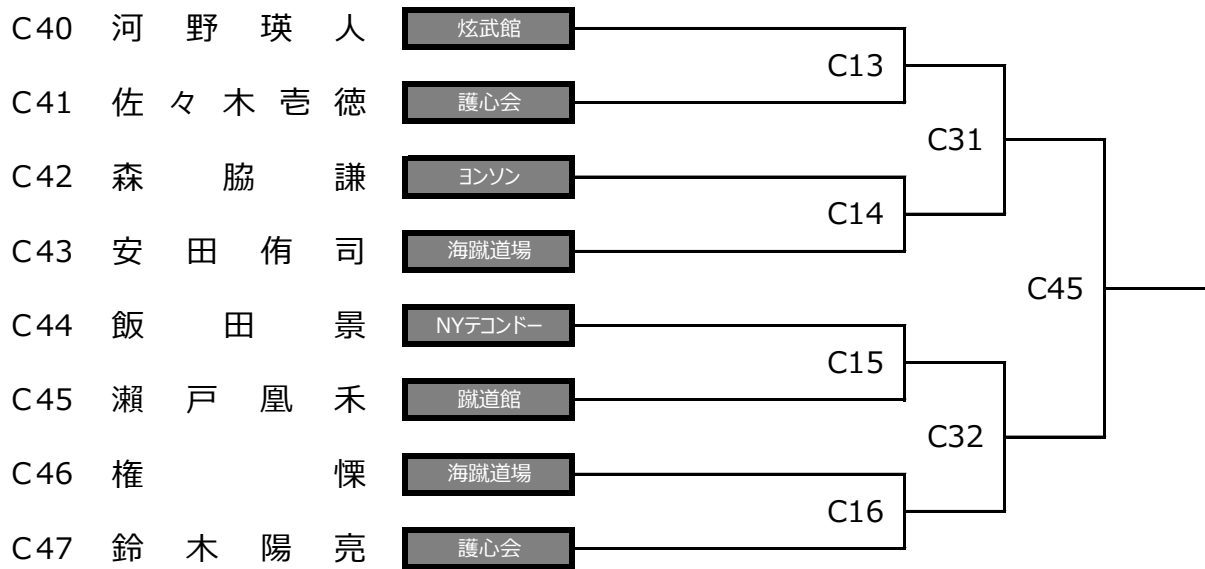 C40 河野瑛人 炫武館
C13
C41 佐々木壱徳 護心会
C31
C42 森脇謙 ヨンソン
C14
C43 安田侑司 海蹴道場
C45
C44 飯田景 NYテコンドー
C15
C45 瀬戸凰禾 蹴道館
C32
C46 権慄 海蹴道場
C16
C47 鈴木陽亮 護心会